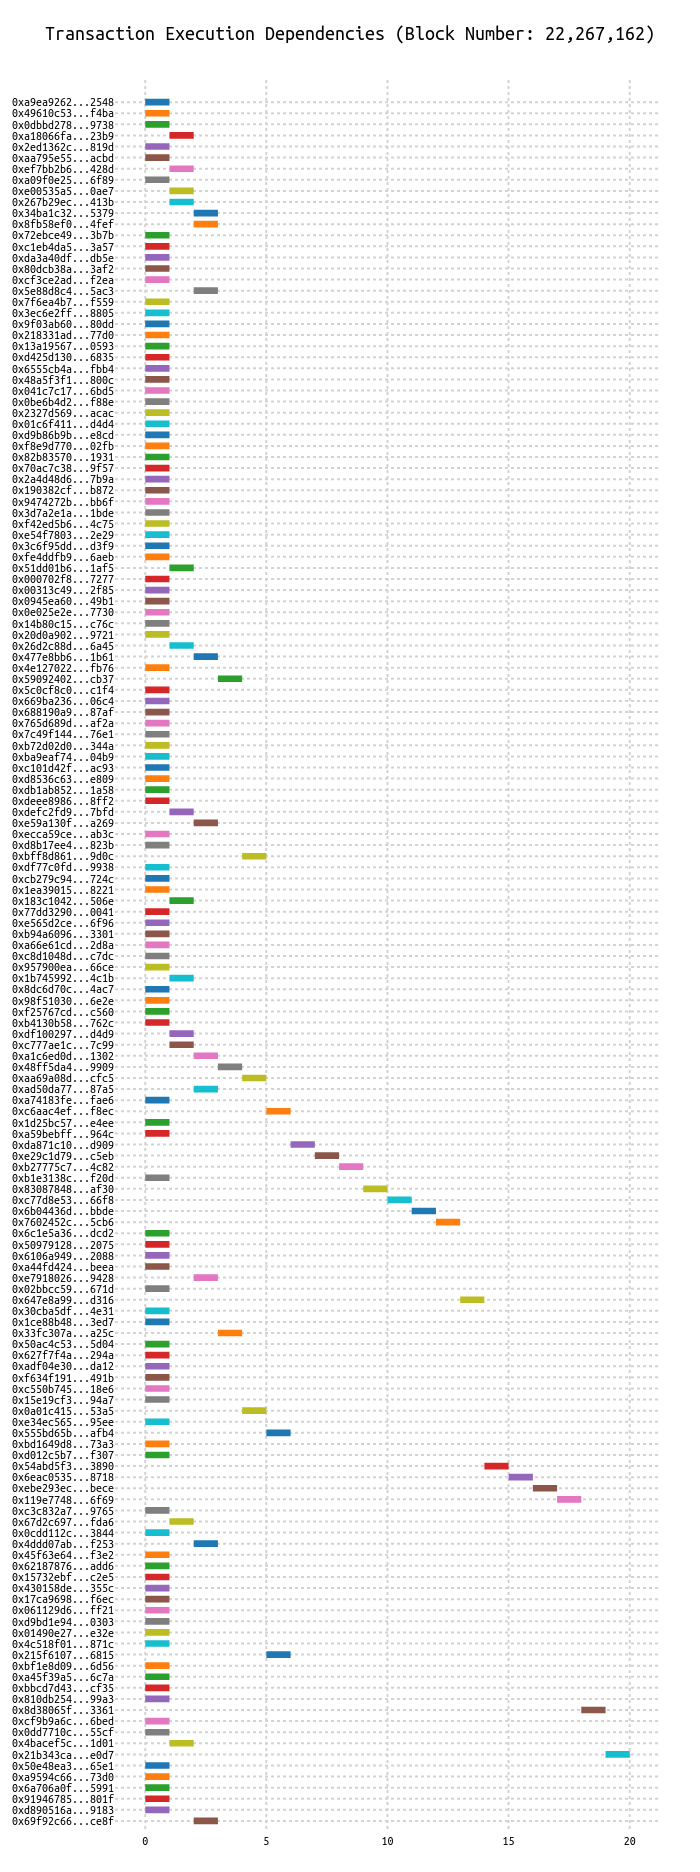 Transaction Execution Dependencies (Block Number: 22,267,162)
0xa9ea9262...2548
0x49610c53...f4ba
0x0dbbd278...9738
0xa18066fa...23b9
0x2ed1362c...819d
0xaa795e55...acbd
0xef7bb2b6...428d
0xa09f0e25...6f89
0xe00535a5...0ae7
0x267b29ec...413b
0x34ba1c32...5379
0x8fb58ef0...4fef
0x72ebce49...3b7b
0xc1eb4da5...3a57
0xda3a40df...db5e
0x80dcb38a...3af2
0xcf3ce2ad...f2ea
0x5e88d8c4...5ac3
0x7f6ea4b7...f559
0x3ec6e2ff...8805
0x9f03ab60...80dd
0x218331ad...77d0
0x13a19567...0593
0xd425d130...6835
0x6555cb4a...fbb4
0x48a5f3f1...800c
0x041c7c17...6bd5
0x0be6b4d2...f88e
0x2327d569...acac
0x01c6f411...d4d4
0xd9b86b9b...e8cd
0xf8e9d770...02fb
0x82b83570...1931
0x70ac7c38...9f57
0x2a4d48d6...7b9a
0x190382cf...b872
0x9474272b...bb6f
0x3d7a2e1a...1bde
0xf42ed5b6...4c75
0xe54f7803...2e29
0x3c6f95dd...d3f9
0xfe4ddfb9...6aeb
0x51dd01b6...1af5
0x000702f8...7277
0x00313c49...2f85
0x0945ea60...49b1
0x0e025e2e...7730
0x14b80c15...c76c
0x20d0a902...9721
0x26d2c88d...6a45
0x477e8bb6...1b61
0x4e127022...fb76
0x59092402...cb37
0x5c0cf8c0...c1f4
0x669ba236...06c4
0x688190a9...87af
0x765d689d...af2a
0x7c49f144...76e1
0xb72d02d0...344a
0xba9eaf74...04b9
0xc101d42f...ac93
0xd8536c63...e809
0xdb1ab852...1a58
0xdeee8986...8ff2
0xdefc2fd9...7bfd
0xe59a130f...a269
0xecca59ce...ab3c
0xd8b17ee4...823b
0xbff8d861...9d0c
0xdf77c0fd...9938
0xcb279c94...724c
0x1ea39015...8221
0x183c1042...506e
0x77dd3290...0041
0xe565d2ce...6f96
0xb94a6096...3301
0xa66e61cd...2d8a
0xc8d1048d...c7dc
0x957900ea...66ce
0x1b745992...4c1b
0x8dc6d70c...4ac7
0x98f51030...6e2e
0xf25767cd...c560
0xb4130b58...762c
0xdf100297...d4d9
0xc777ae1c...7c99
0xa1c6ed0d...1302
0x48ff5da4...9909
0xaa69a08d...cfc5
0xad50da77...87a5
0xa74183fe...fae6
0xc6aac4ef...f8ec
0x1d25bc57...e4ee
0xa59bebff...964c
0xda871c10...d909
0xe29c1d79...c5eb
0xb27775c7...4c82
0xb1e3138c...f20d
0x83087848...af30
0xc77d8e53...66f8
0x6b04436d...bbde
0x7602452c...5cb6
0x6c1e5a36...dcd2
0x50979128...2075
0x6106a949...2088
0xa44fd424...beea
0xe7918026...9428
0x02bbcc59...671d
0x647e8a99...d316
0x30cba5df...4e31
0x1ce88b48...3ed7
0x33fc307a...a25c
0x50ac4c53...5d04
0x627f7f4a...294a
0xadf04e30...da12
0xf634f191...491b
0xc550b745...18e6
0x15e19cf3...94a7
0x0a01c415...53a5
0xe34ec565...95ee
0x555bd65b...afb4
0xbd1649d8...73a3
0xd012c5b7...f307
0x54abd5f3...3890
0x6eac0535...8718
0xebe293ec...bece
0x119e7748...6f69
0xc3c832a7...9765
0x67d2c697...fda6
0x0cdd112c...3844
0x4ddd07ab...f253
0x45f63e64...f3e2
0x62187876...add6
0x15732ebf...c2e5
0x430158de...355c
0x17ca9698...f6ec
0x061129d6...ff21
0xd9bd1e94...0303
0x01490e27...e32e
0x4c518f01...871c
0x215f6107...6815
0xbf1e8d09...6d56
0xa45f39a5...6c7a
0xbbcd7d43...cf35
0x810db254...99a3
0x8d38065f...3361
0xcf9b9a6c...6bed
0x0dd7710c...55cf
0x4bacef5c...1d01
0x21b343ca...e0d7
0x50e48ea3...65e1
0xa9594c66...73d0
0x6a706a0f...5991
0x91946785...801f
0xd890516a...9183
0x69f92c66...ce8f
0 5 10 15 20